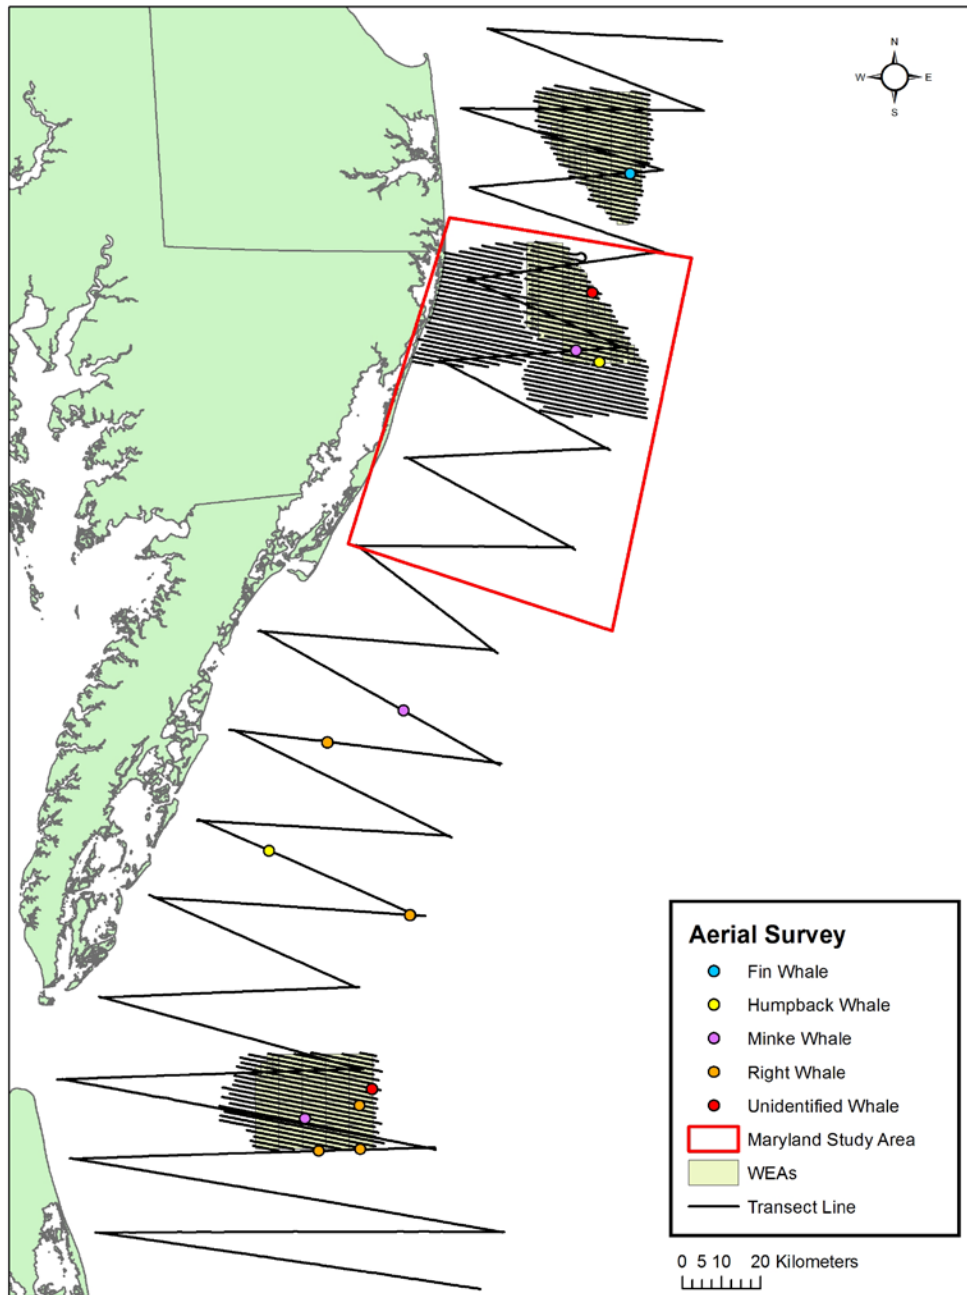 N
W E
S
Aerial Survey
Fin Whale
Humpback Whale
Minke Whale
Right Whale
Unidentified Whale
Maryland Study Area
WEAs
Transect Line
0 5 10 20 Kilometers